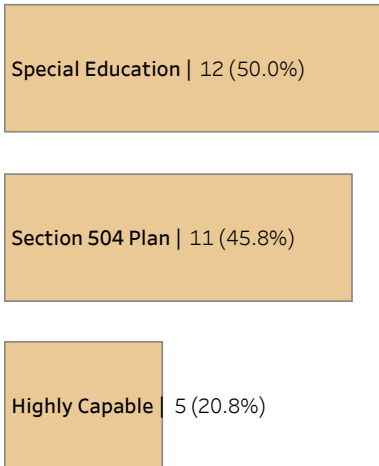 Special Education | 12 (50.0%)
Section 504 Plan | 11 (45.8%)
Highly Capable | 5 (20.8%)